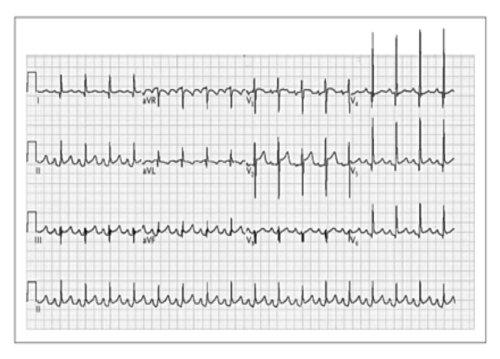 I aVR V1 V4
II aVL V2 V5
III aVF V3 V6
II